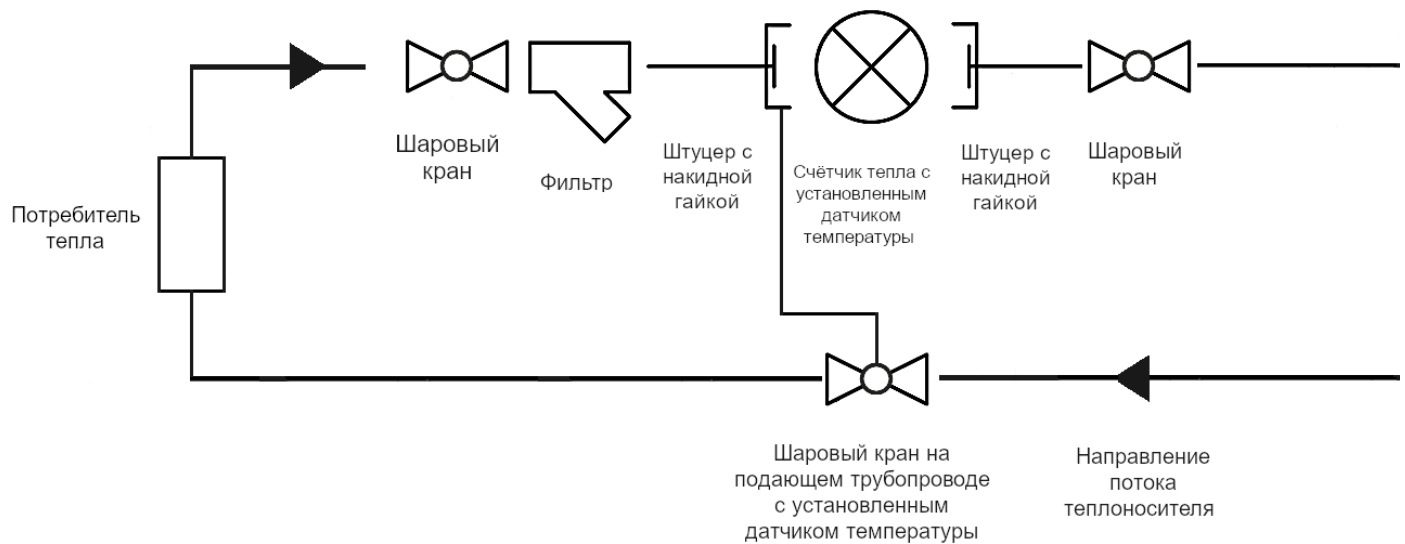 Шаровый
кран
Фильтр
Штуцер с
накидной
гайкой
Счётчик тепла с
установленным
датчиком
температуры
Штуцер с
накидной
гайкой
Шаровый
кран
Потребитель
тепла
Шаровый кран на
подающем трубопроводе
с установленным
датчиком температуры
Направление
потока
теплоносителя